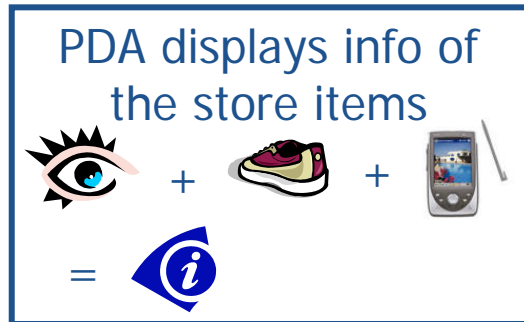 PDA displays info of
the store items
+ +
= i